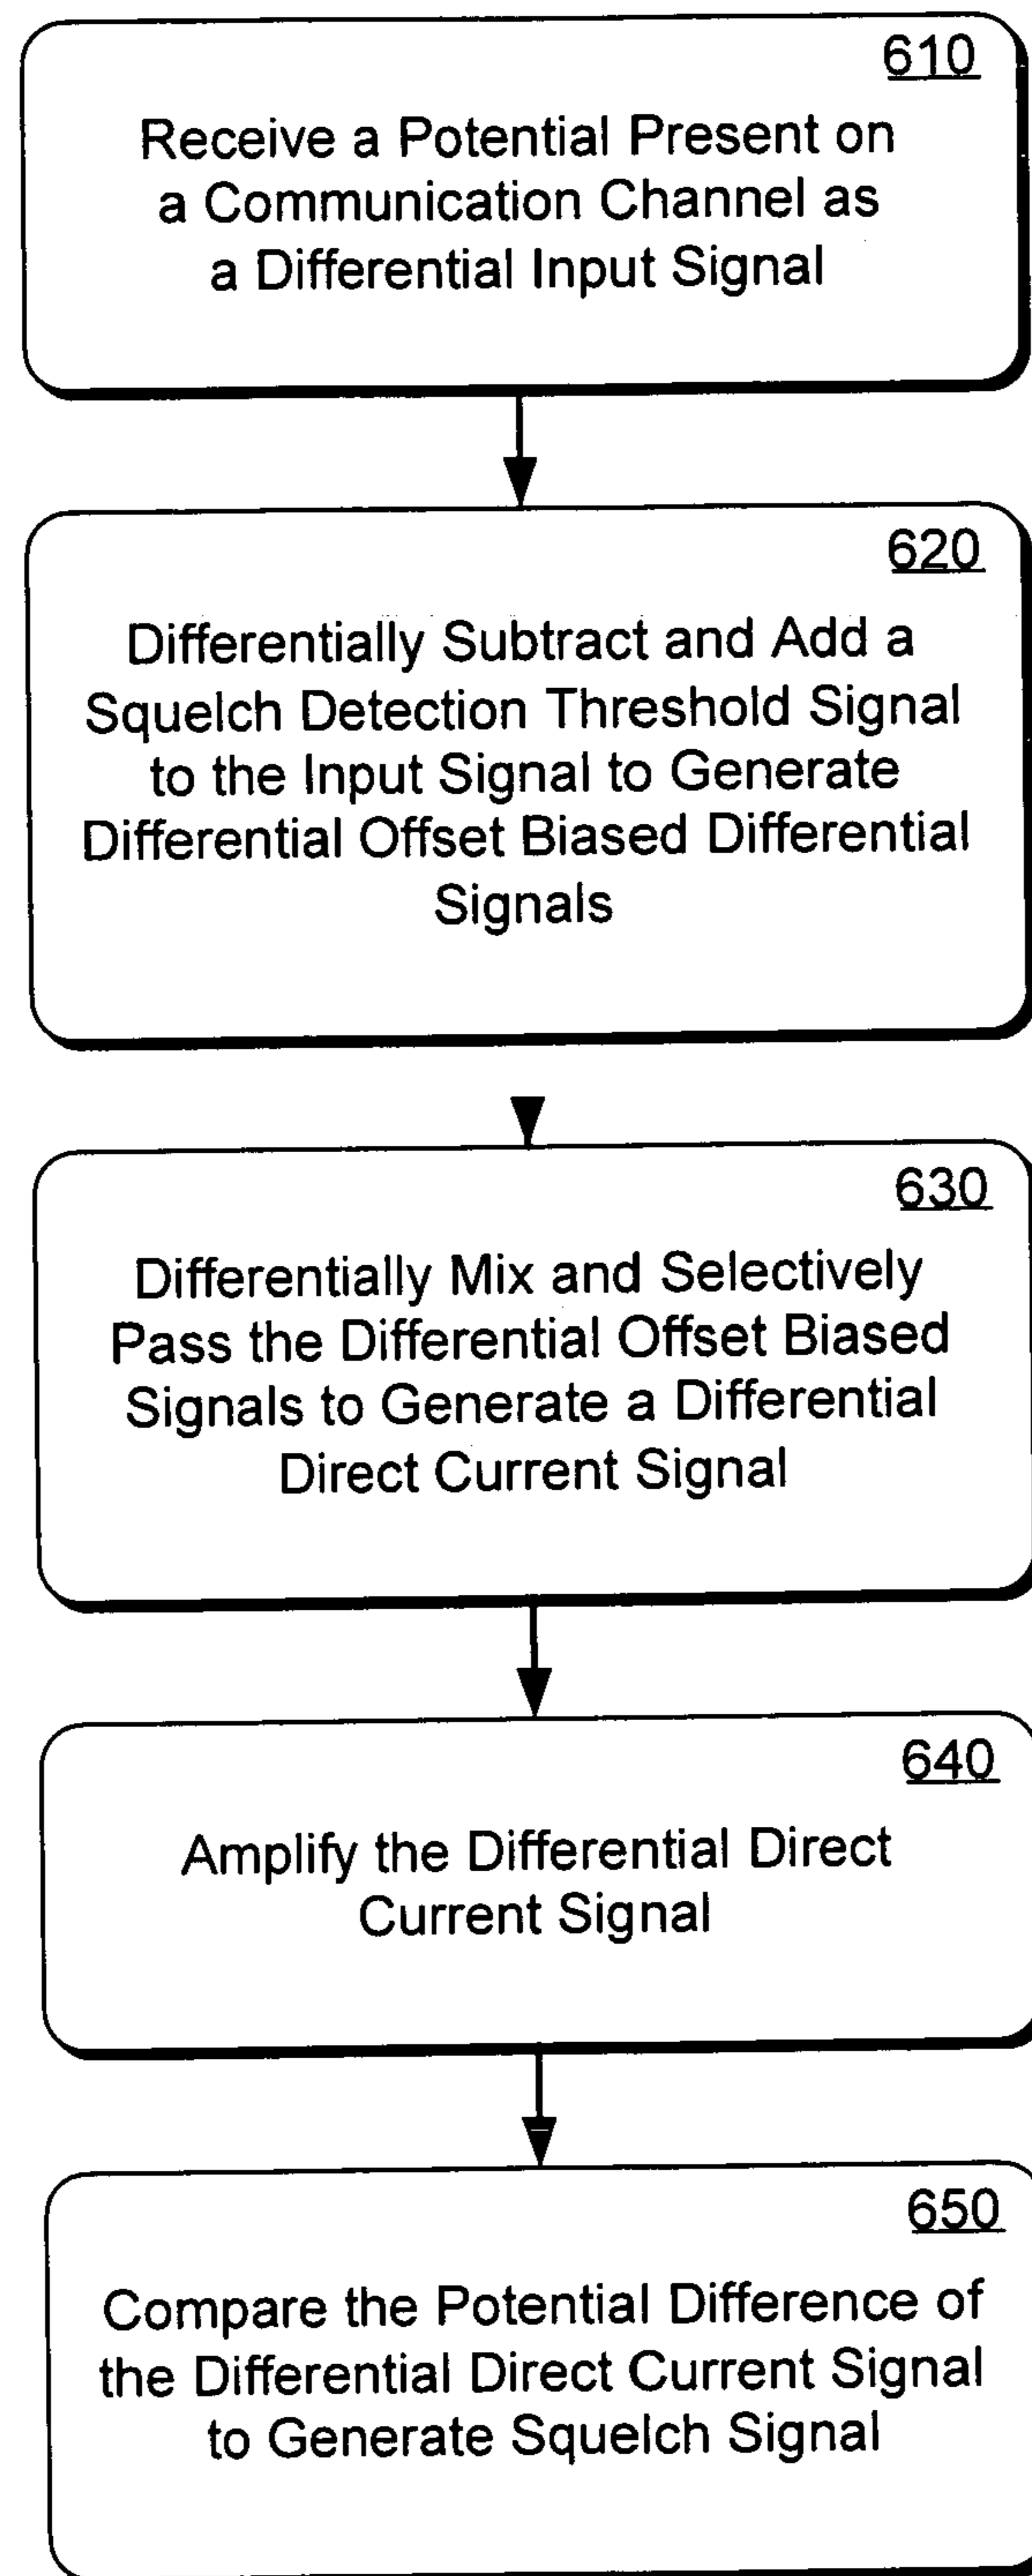 610
Receive a Potential Present on
a Communication Channel as
a Differential Input Signal
620
Differentially Subtract and Add a
Squelch Detection Threshold Signal
to the Input Signal to Generate
Differential Offset Biased Differential
Signals
630
Differentially Mix and Selectively
Pass the Differential Offset Biased
Signals to Generate a Differential
Direct Current Signal
640
Amplify the Differential Direct
Current Signal
650
Compare the Potential Difference of
the Differential Direct Current Signal
to Generate Squelch Signal